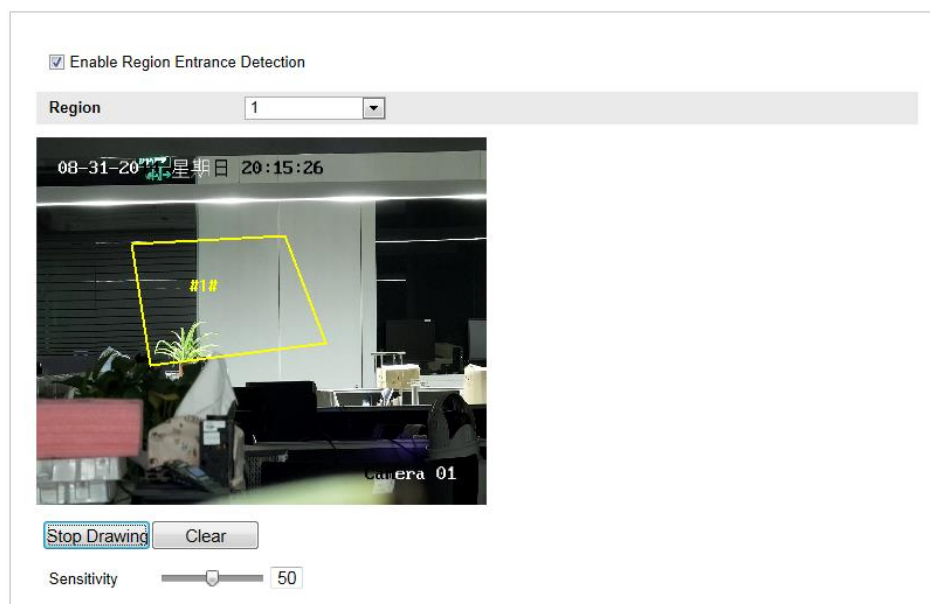 Enable Region Entrance Detection
Region 1
08-31-20 星期日 20:15:26
#1#
Camera 01
Stop Drawing Clear
Sensitivity 50